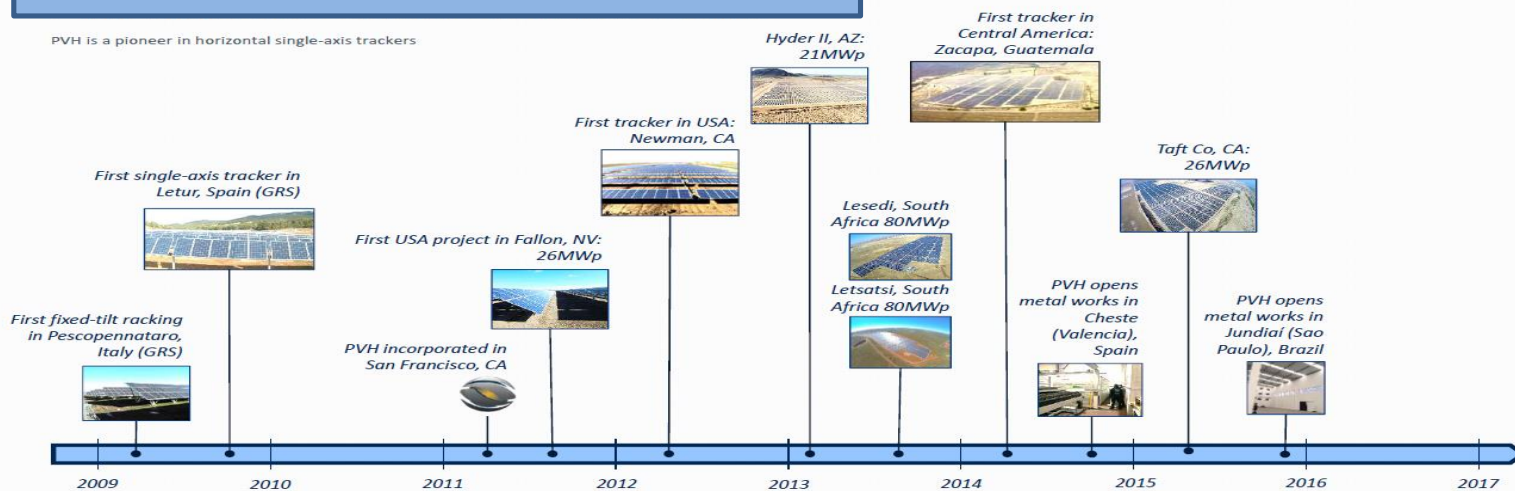 PVH is a pioneer in horizontal single-axis trackers
First fixed-tilt racking
in Pescopennataro,
Italy (GRS)
First single-axis tracker in
Letur, Spain (GRS)
PVH incorporated in
San Francisco, CA
First USA project in Fallon, NV:
26MWp
First tracker in USA:
Newman, CA
Hyder II, AZ:
21MWp
Lesedi, South
Africa 80MWp
Letsatsi, South
Africa 80MWp
First tracker in
Central America:
Zacapa, Guatemala
PVH opens
metal works in
Cheste
(Valencia),
Spain
Taft Co, CA:
26MWp
PVH opens
metal works in
Jundiaí (Sao
Paulo), Brazil
2009
2010
2011
2012
2013
2014
2015
2016
2017